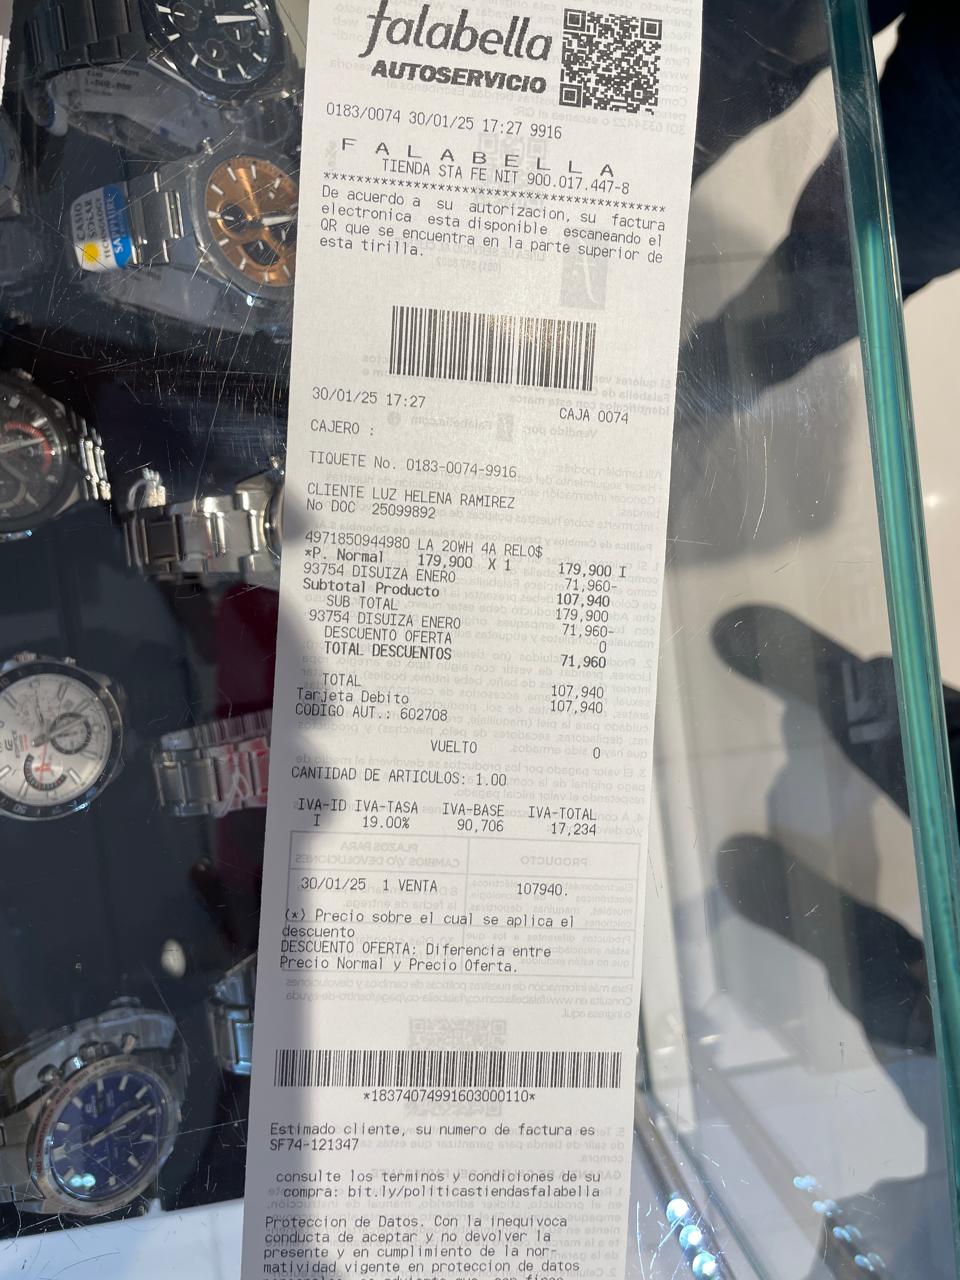 falabella
AUTOSERVICIO
0183/0074 30/01/25 17:27 9916
F A L A B E L L A
TIENDA STA FE NIT 900.017.447-8
******************************************
De acuerdo a su autorizacion, su factura
electronica esta disponible escaneando el
QR que se encuentra en la parte superior de
esta tirilla.
30/01/25 17:27 CAJA 0074
CAJERO :
TIQUETE No. 0183-0074-9916
CLIENTE LUZ HELENA RAMIREZ
No DOC 25099892
4971850944980 LA 20WH 4A RELO$
*P. Normal 179,900 X 1 179,900 I
93754 DISUIZA ENERO 71,960-
Subtotal Producto 107,940
SUB TOTAL 179,900
93754 DISUIZA ENERO 71,960-
DESCUENTO OFERTA 0
TOTAL DESCUENTOS 71,960
TOTAL 107,940
Tarjeta Debito 107,940
CODIGO AUT.: 602708
VUELTO 0
CANTIDAD DE ARTICULOS: 1.00
IVA-ID IVA-TASA IVA-BASE IVA-TOTAL
I 19.00% 90,706 17,234
30/01/25 1 VENTA 107940.
(*) Precio sobre el cual se aplica el
descuento
DESCUENTO OFERTA: Diferencia entre
Precio Normal y Precio Oferta.
*18374074991603000110*
Estimado cliente, su numero de factura es
SF74-121347
consulte los terminos y condiciones de su
compra: bit.ly/politicastiendasfalabella
Proteccion de Datos. Con la inequivoca
conducta de aceptar y no devolver la
presente y en cumplimiento de la nor-
matividad vigente en proteccion de datos
CASIO
SOLAR
TECHNOLOGY
SAPPHIRE